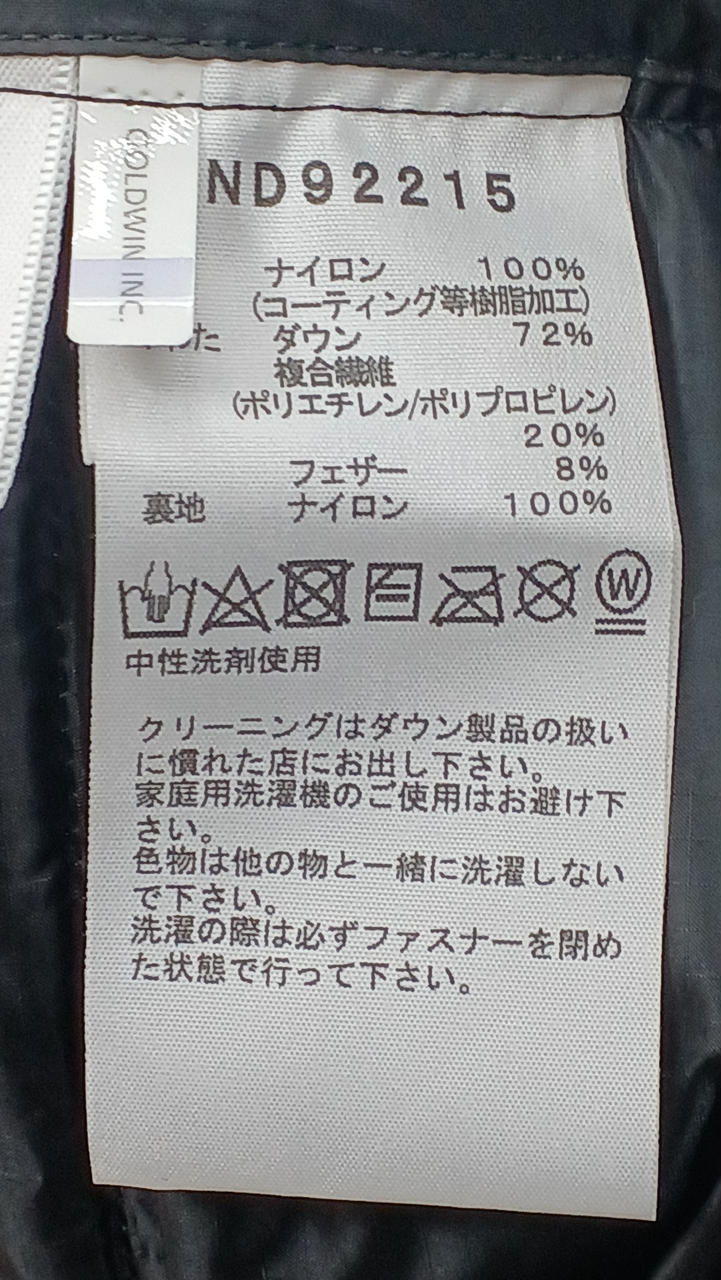 GOLDWIN INC.
ND92215
ナイロン 100%
(コーティング等樹脂加工)
わた ダウン 72%
複合繊維
(ポリエチレン/ポリプロピレン)
20%
フェザー 8%
裏地 ナイロン 100%
W
中性洗剤使用
クリーニングはダウン製品の扱い
に慣れた店にお出し下さい。
家庭用洗濯機のご使用はお避け下
さい。
色物は他の物と一緒に洗濯しない
で下さい。
洗濯の際は必ずファスナーを閉め
た状態で行って下さい。